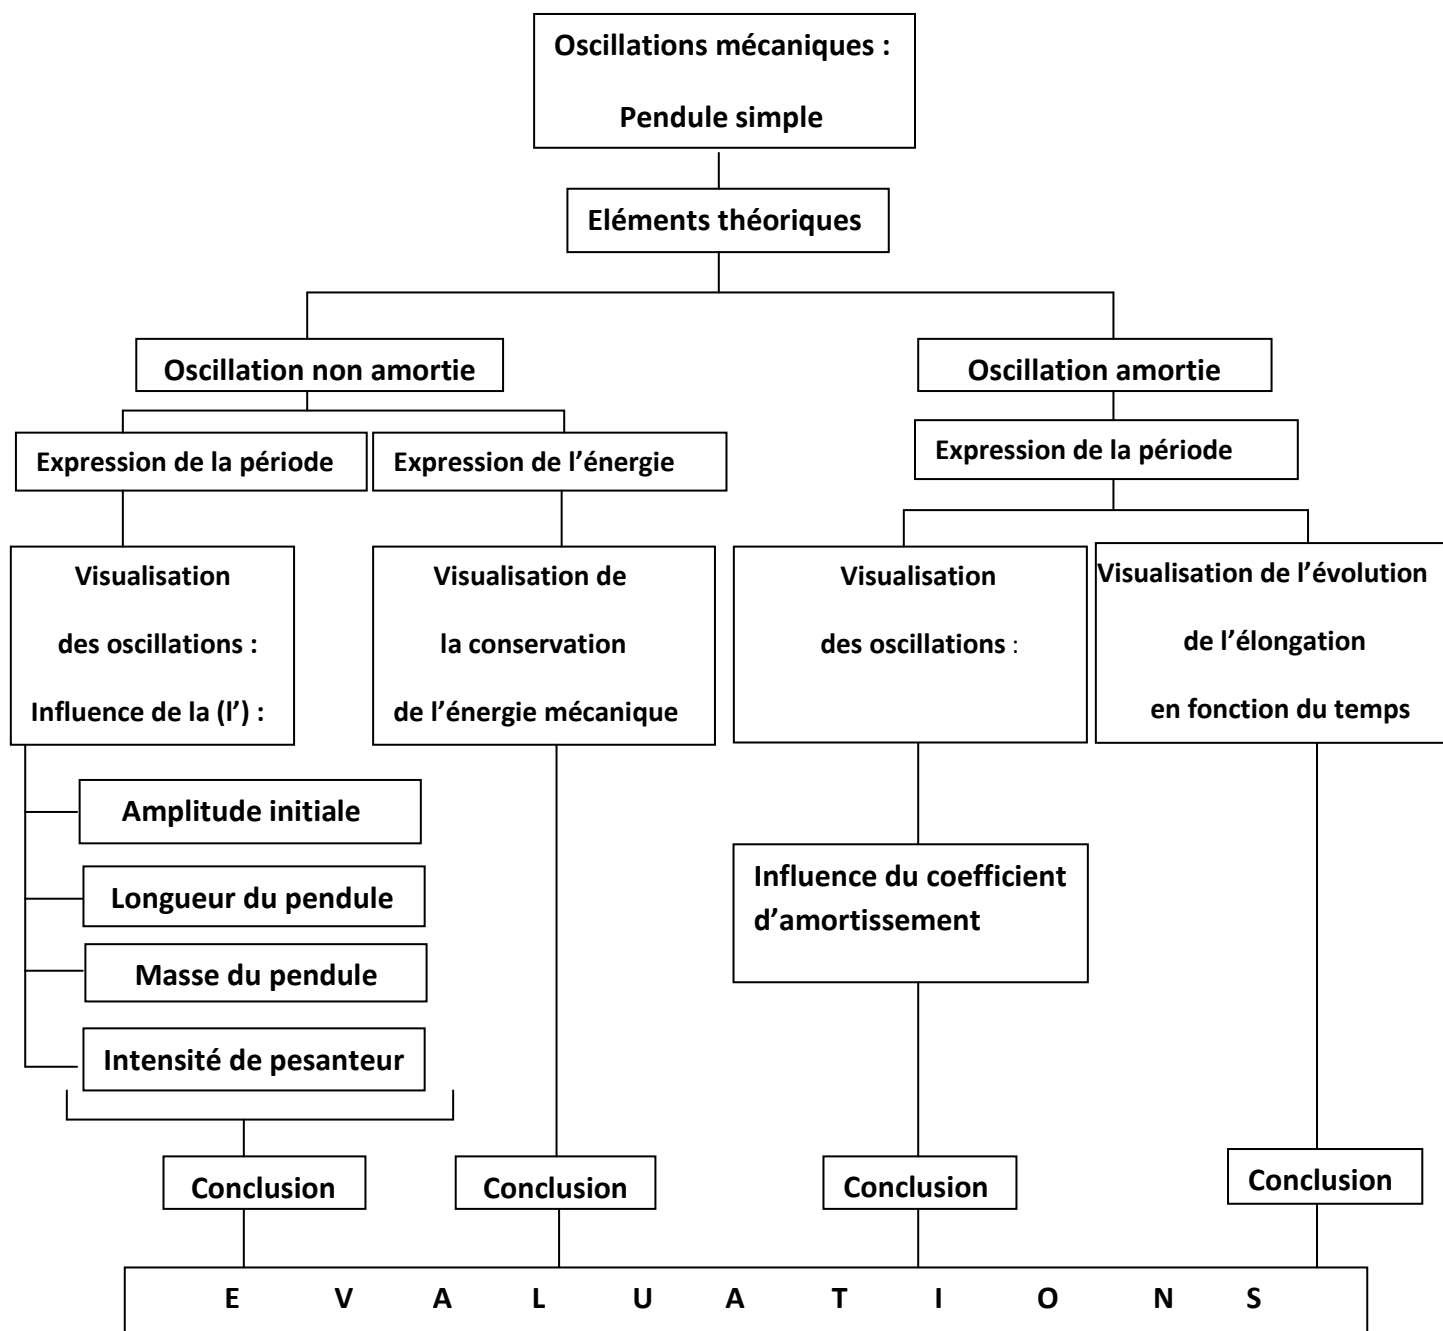 Oscillations mécaniques :
Pendule simple
Eléments théoriques
Oscillation non amortie
Oscillation amortie
Expression de la période
Expression de l’énergie
Expression de la période
Visualisation
des oscillations :
Influence de la (l’) :
Visualisation de
la conservation
de l’énergie mécanique
Visualisation
des oscillations :
Visualisation de l’évolution
de l’élongation
en fonction du temps
Amplitude initiale
Longueur du pendule
Masse du pendule
Intensité de pesanteur
Influence du coefficient
d’amortissement
Conclusion
Conclusion
Conclusion
Conclusion
E V A L U A T I O N S